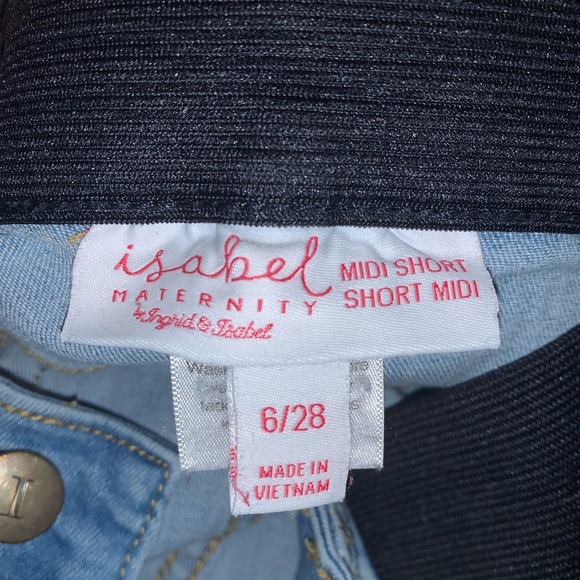 isabel
MATERNITY
by Ingrid & Isabel
MIDI SHORT
SHORT MIDI
6/28
MADE IN
VIETNAM
I